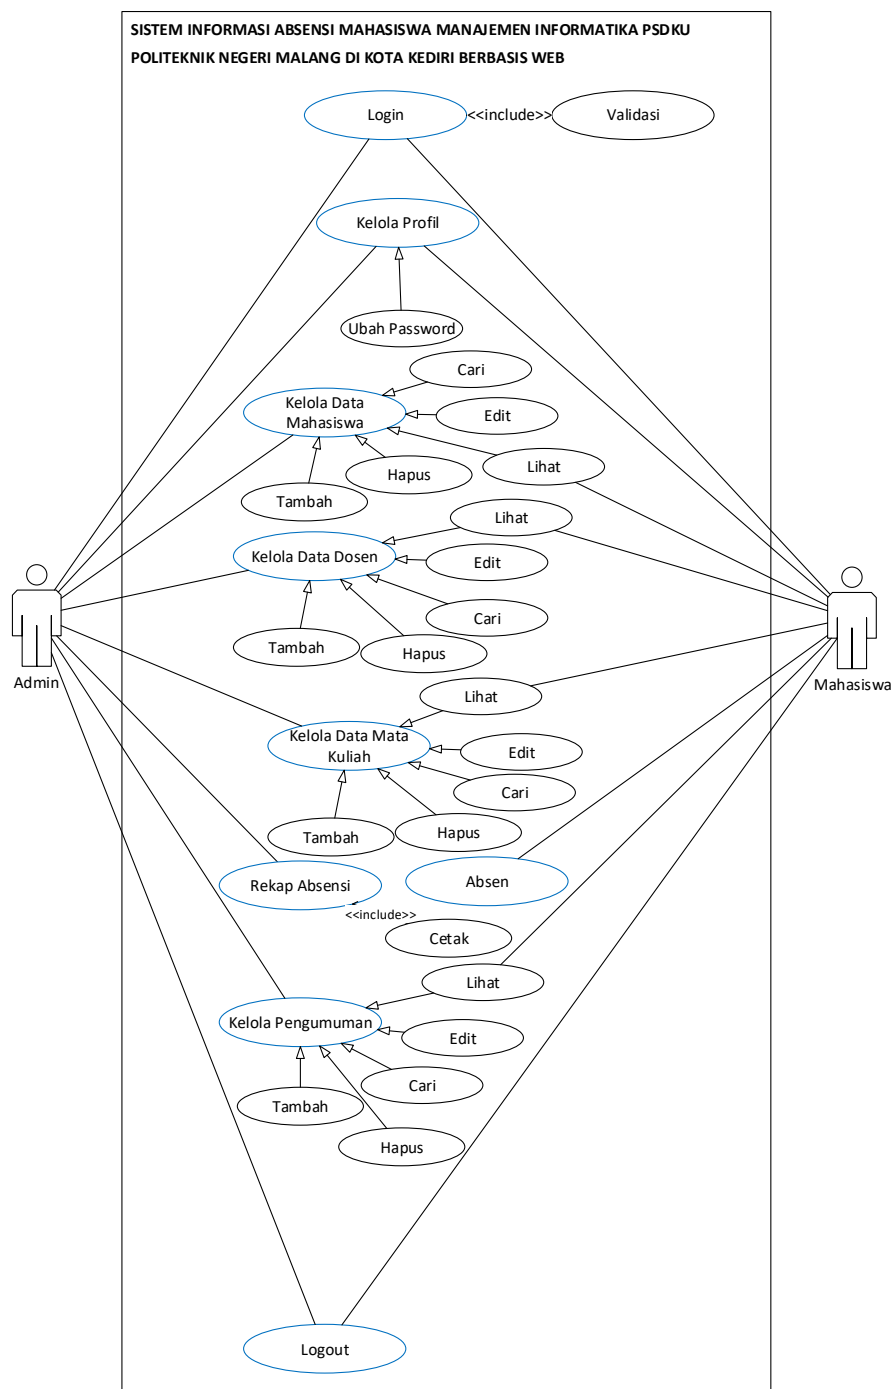 SISTEM INFORMASI ABSENSI MAHASISWA MANAJEMEN INFORMATIKA PSDKU
POLITEKNIK NEGERI MALANG DI KOTA KEDIRI BERBASIS WEB
Login
<<include>>
Validasi
Kelola Profil
Ubah Password
Cari
Kelola Data
Mahasiswa
Edit
Lihat
Hapus
Tambah
Lihat
Kelola Data Dosen
Edit
Cari
Tambah
Hapus
Admin
Mahasiswa
Lihat
Kelola Data Mata
Kuliah
Edit
Cari
Tambah
Hapus
Rekap Absensi
Absen
<<include>>
Cetak
Lihat
Kelola Pengumuman
Edit
Cari
Tambah
Hapus
Logout